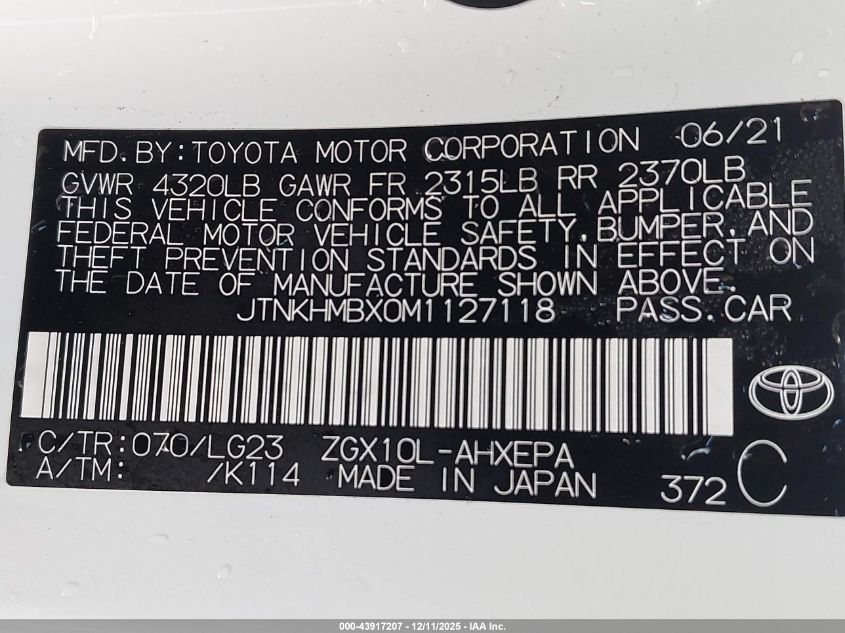 MFD.BY:TOYOTA MOTOR CORPORATION 06/21
GVWR 4320LB GAWR FR 2315LB RR 2370LB
THIS VEHICLE CONFORMS TO ALL APPLICABLE
FEDERAL MOTOR VEHICLE SAFETY,BUMPER,AND
THEFT PREVENTION STANDARDS IN EFFECT ON
THE DATE OF MANUFACTURE SHOWN ABOVE.
JTNKHMBX0M1127118 PASS.CAR
C/TR:070/LG23 ZGX10L-AHXEPA
A/TM: /K114 MADE IN JAPAN 372 C
000-43917207 - 12/11/2025 - IAA Inc.